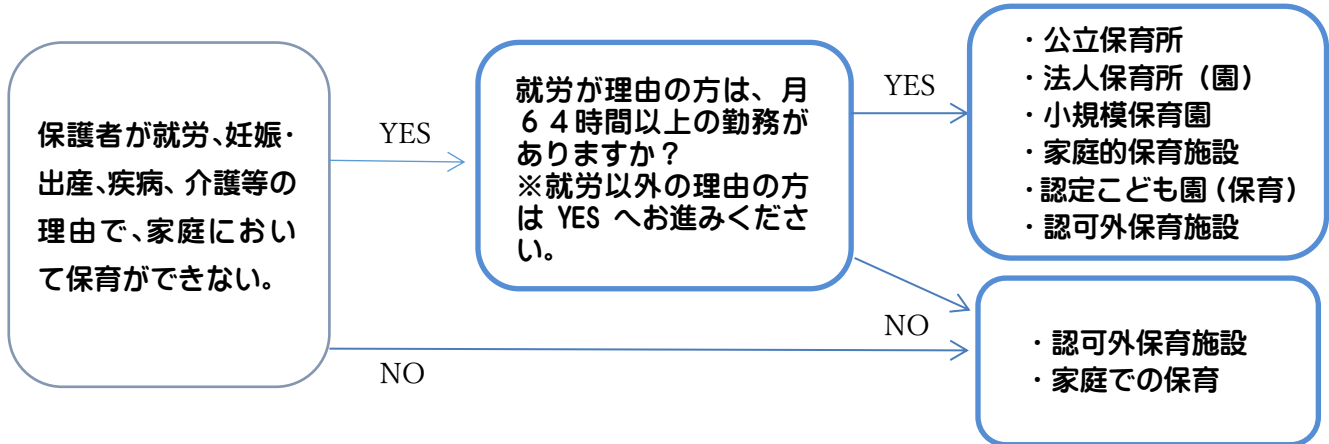 保護者が就労、妊娠・
出産、疾病、介護等の
理由で、家庭におい
て保育ができない。
YES
就労が理由の方は、月
６４時間以上の勤務が
ありますか？
※就労以外の理由の方
は YES へお進みくださ
い。
YES
・公立保育所
・法人保育所（園）
・小規模保育園
・家庭的保育施設
・認定こども園（保育）
・認可外保育施設
NO
NO
・認可外保育施設
・家庭での保育